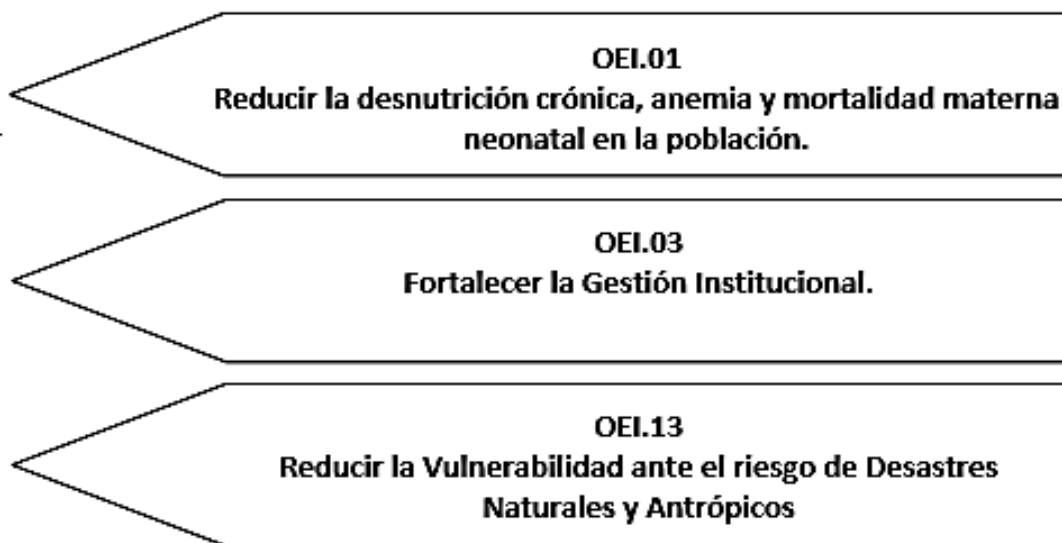 OEI.01
Reducir la desnutrición crónica, anemia y mortalidad materna
neonatal en la población.
OEI.03
Fortalecer la Gestión Institucional.
OEI.13
Reducir la Vulnerabilidad ante el riesgo de Desastres
Naturales y Antrópicos